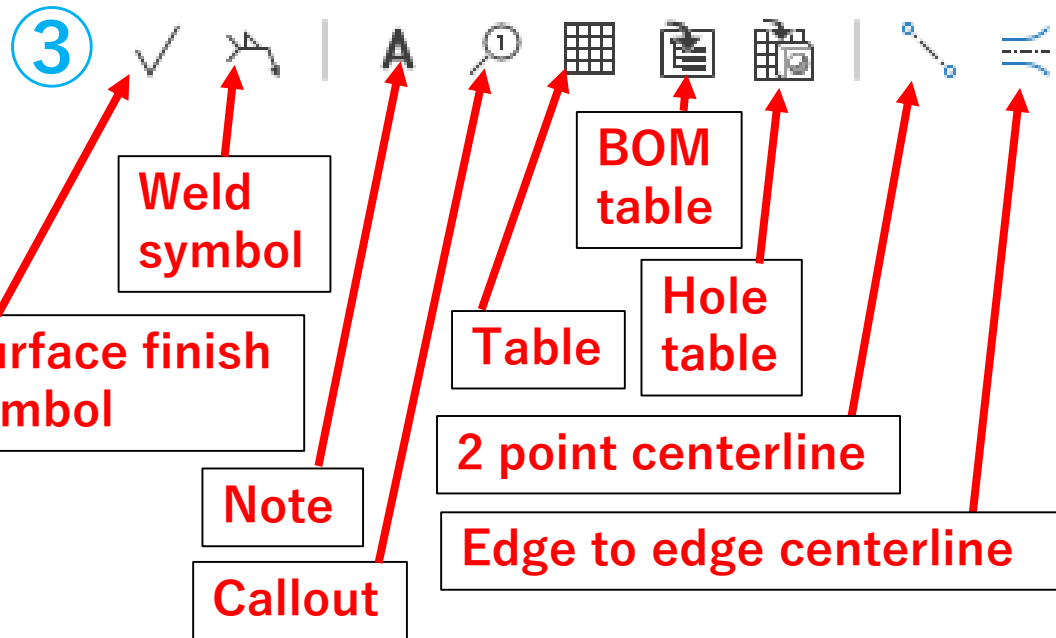 ③
1
Weld
symbol
BOM
table
Hole
table
Table
urface finish
mbol
2 point centerline
Note
Edge to edge centerline
Callout